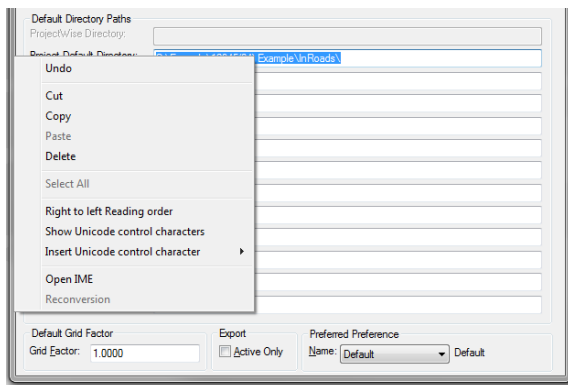 Default Directory Paths
ProjectWise Directory:
Project Default Directory: Example\InRoads\
Undo
Cut
Copy
Paste
Delete
Select All
Right to left Reading order
Show Unicode control characters
Insert Unicode control character
Open IME
Reconversion
Default Grid Factor
Grid Factor: 1.0000
Export
Active Only
Preferred Preference
Name: Default Default